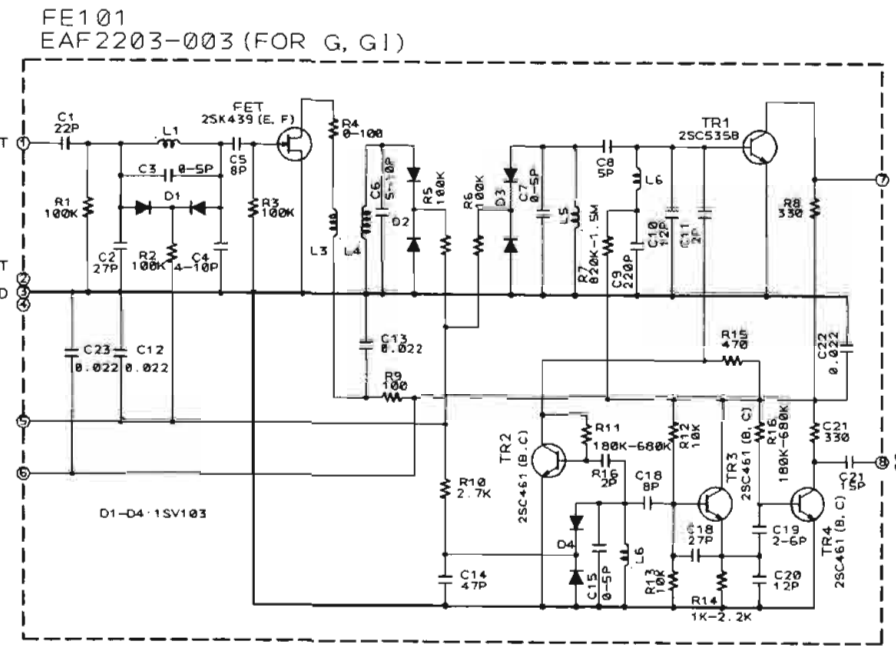 FE101
EAF2203-003 (FOR G, GI)
T
1
C1
22P
L1
C3 0-5P
D1
R1
100K
C2
27P
R2
100K
C4
4-10P
C5
8P
FET
2SK439 (E, F)
R3
100K
R4
0-100
L3
L4
C6
5-10P
D2
R5
100K
R6
100K
D3
C7
0-5P
L5
C8
5P
L6
R7
820K-1.5M
C9
220P
C10
12P
C11
2P
TR1
2SC5358
R8
330
7
T
2
D
3
4
C23
0.022
C12
0.022
C13
0.022
R9
100
R15
470
C22
0.022
5
6
D1-D4:1SV103
R10
2.7K
C14
47P
TR2
2SC461 (B, C)
R11
180K-680K
R16
2P
D4
C15
0-5P
L6
C18
8P
R12
10K
R13
10K
TR3
2SC461 (B, C)
C18
27P
R14
1K-2.2K
R16
180K-680K
C19
2-6P
C20
12P
C21
330
TR4
2SC461 (B, C)
C21
15P
8